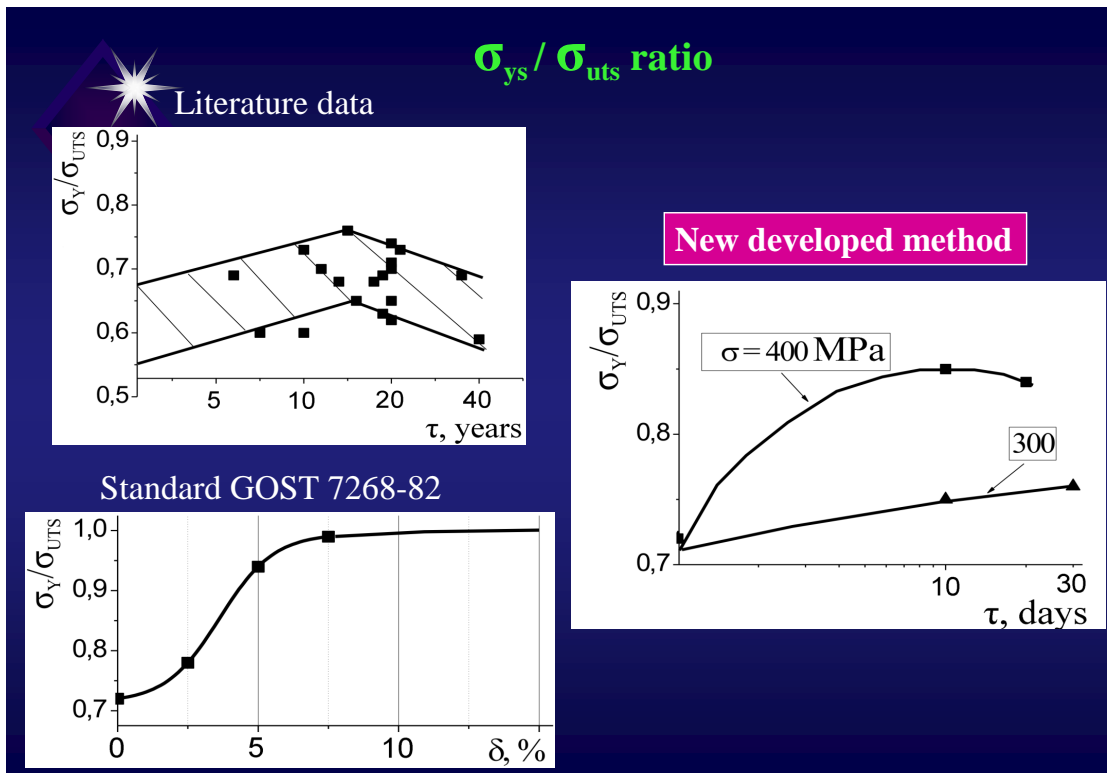 σys / σuts ratio
Literature data
σY/σUTS
0,9
0,8
0,7
0,6
0,5
5 10 20 40
τ, years
New developed method
σY/σUTS
0,9
0,8
0,7
σ = 400 MPa
300
10 30
τ, days
Standard GOST 7268-82
σY/σUTS
1.0
0,9
0,8
0,7
0 5 10 δ, %